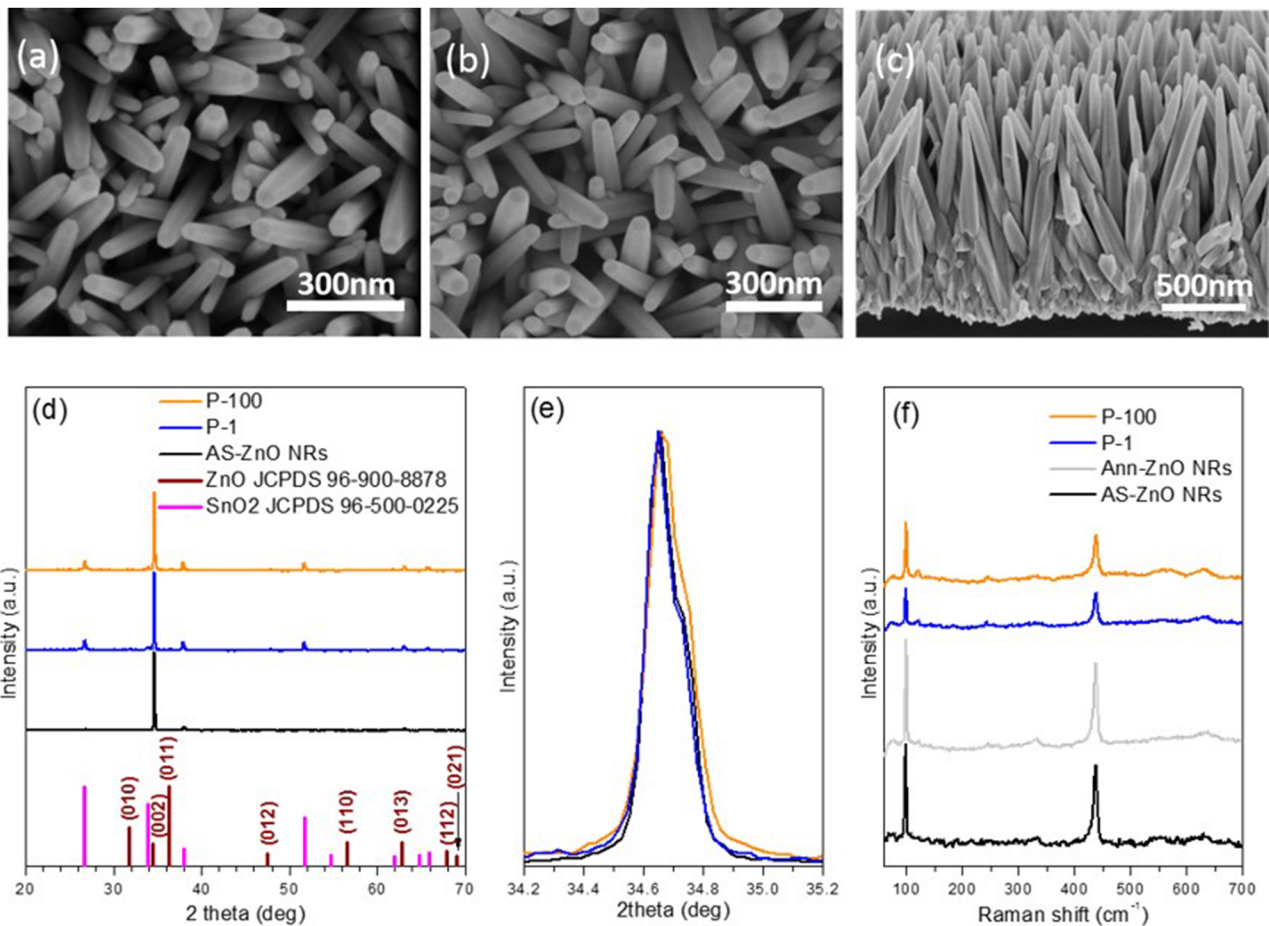 (a)
300nm
(b)
300nm
(c)
500nm
(d)
P-100
P-1
AS-ZnO NRs
ZnO JCPDS 96-900-8878
SnO2 JCPDS 96-500-0225
Intensity (a.u.)
(010)
(002)
(011)
(012)
(110)
(013)
(112)
(021)
20 30 40 50 60 70
2 theta (deg)
(e)
Intensity (a.u.)
34.2 34.4 34.6 34.8 35.0 35.2
2theta (deg)
(f)
P-100
P-1
Ann-ZnO NRs
AS-ZnO NRs
Intensity (a.u.)
100 200 300 400 500 600 700
Raman shift (cm⁻¹)